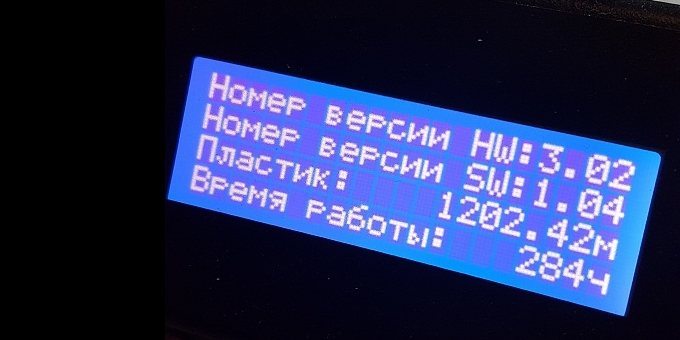 Номер версии HW:3.02
Номер версии SW:1.04
Пластик: 1202.42м
Время работы: 284ч